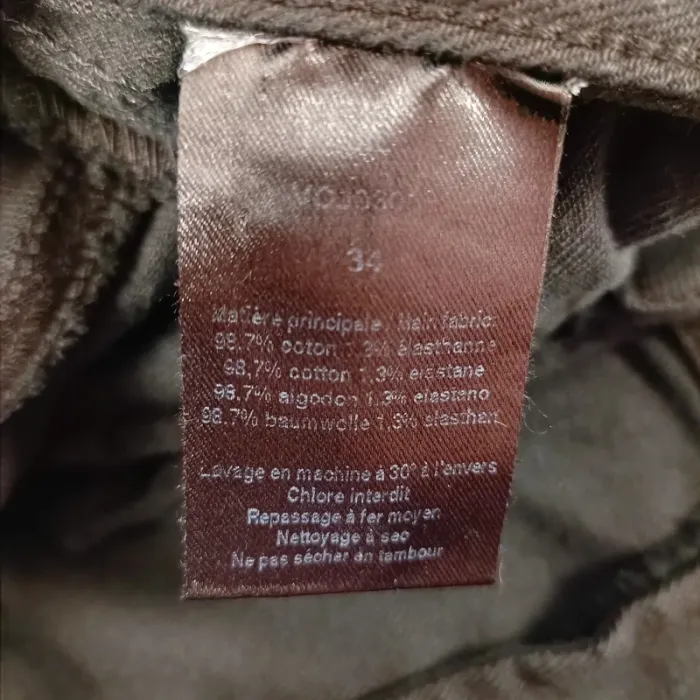 34
Matière principale / Main fabric:
98.7% coton 1.3% élasthanne
98.7% cotton 1.3% elastane
98.7% algodon 1.3% elastano
98.7% baumwolle 1.3% elasthan
Lavage en machine à 30° à l'envers
Chlore interdit
Repassage à fer moyen
Nettoyage à sec
Ne pas sécher en tambour